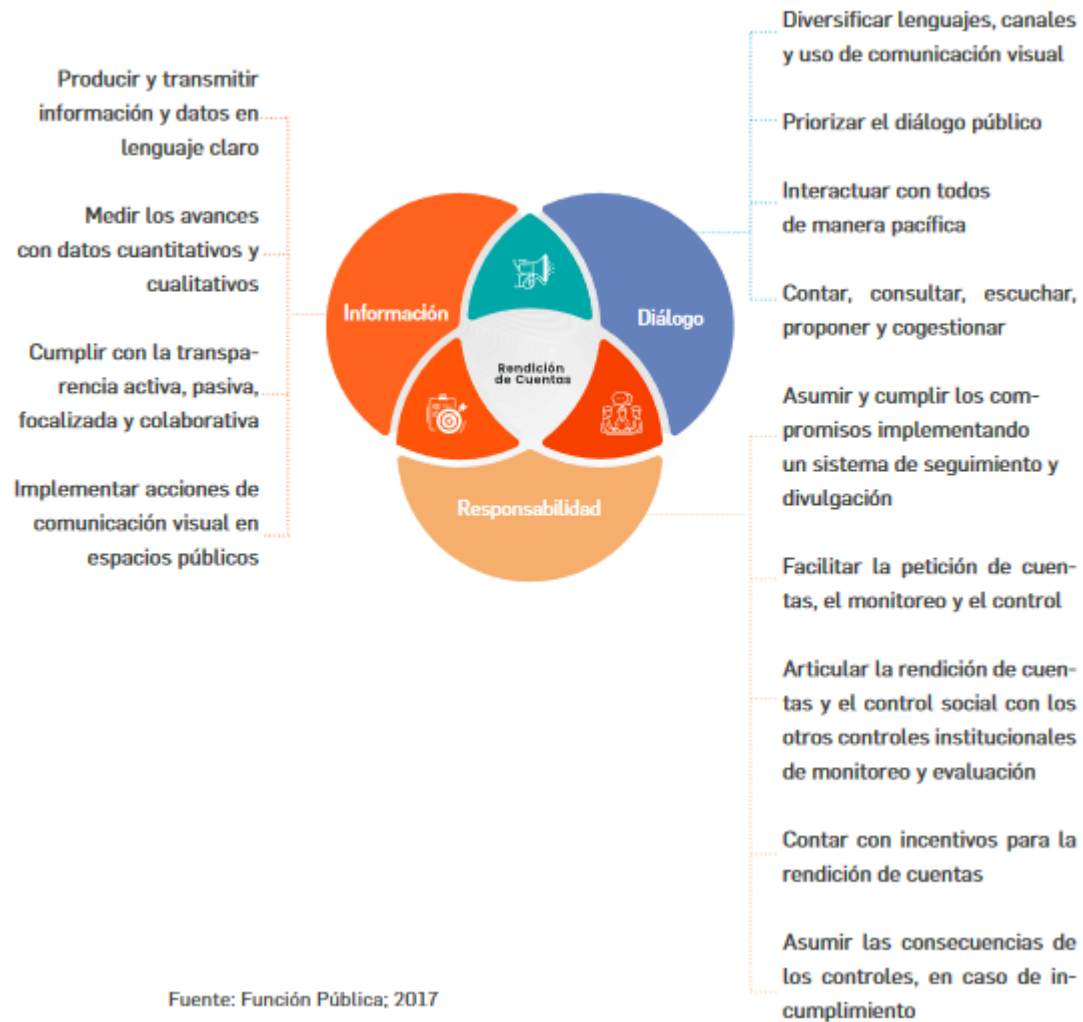 Producir y transmitir
información y datos en
lenguaje claro
Medir los avances
con datos cuantitativos y
cualitativos
Cumplir con la transpa-
rencia activa, pasiva,
focalizada y colaborativa
Implementar acciones de
comunicación visual en
espacios públicos
Información
Diálogo
Rendición
de Cuentas
Responsabilidad
Diversificar lenguajes, canales
y uso de comunicación visual
Priorizar el diálogo público
Interactuar con todos
de manera pacífica
Contar, consultar, escuchar,
proponer y cogestionar
Asumir y cumplir los com-
promisos implementando
un sistema de seguimiento y
divulgación
Facilitar la petición de cuen-
tas, el monitoreo y el control
Articular la rendición de cuen-
tas y el control social con los
otros controles institucionales
de monitoreo y evaluación
Contar con incentivos para la
rendición de cuentas
Asumir las consecuencias de
los controles, en caso de in-
cumplimiento
Fuente: Función Pública; 2017